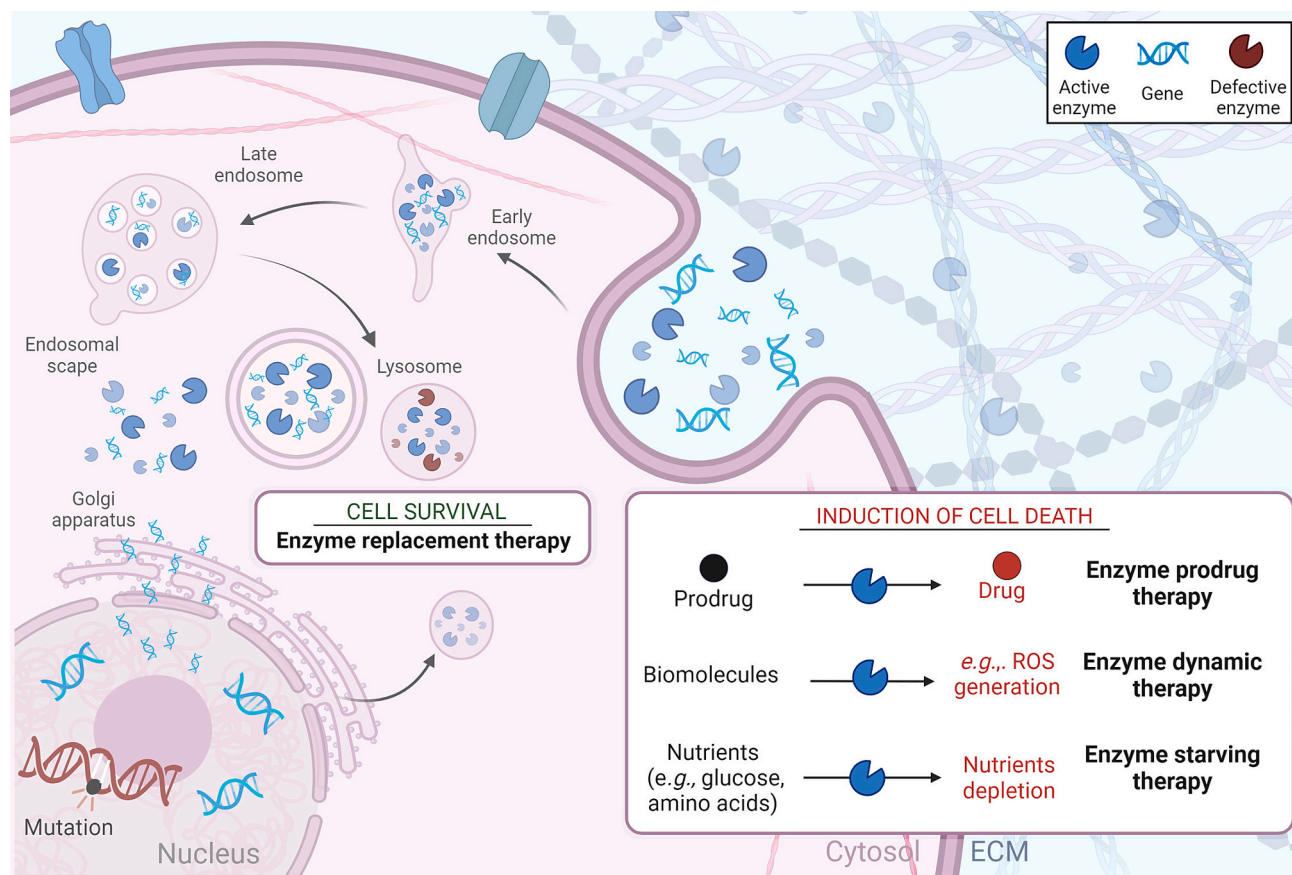 Active
enzyme
Gene
Defective
enzyme
Late
endosome
Early
endosome
Endosomal
scape
Lysosome
Golgi
apparatus
CELL SURVIVAL
Enzyme replacement therapy
INDUCTION OF CELL DEATH
Prodrug
Drug
Enzyme prodrug
therapy
Biomolecules
e.g.,. ROS
generation
Enzyme dynamic
therapy
Nutrients
(e.g., glucose,
amino acids)
Nutrients
depletion
Enzyme starving
therapy
Mutation
Nucleus
Cytosol
ECM